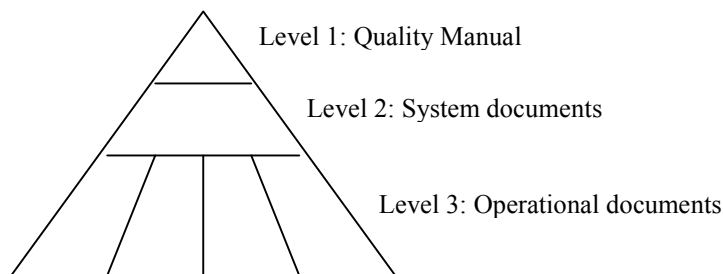 Level 1: Quality Manual
Level 2: System documents
Level 3: Operational documents